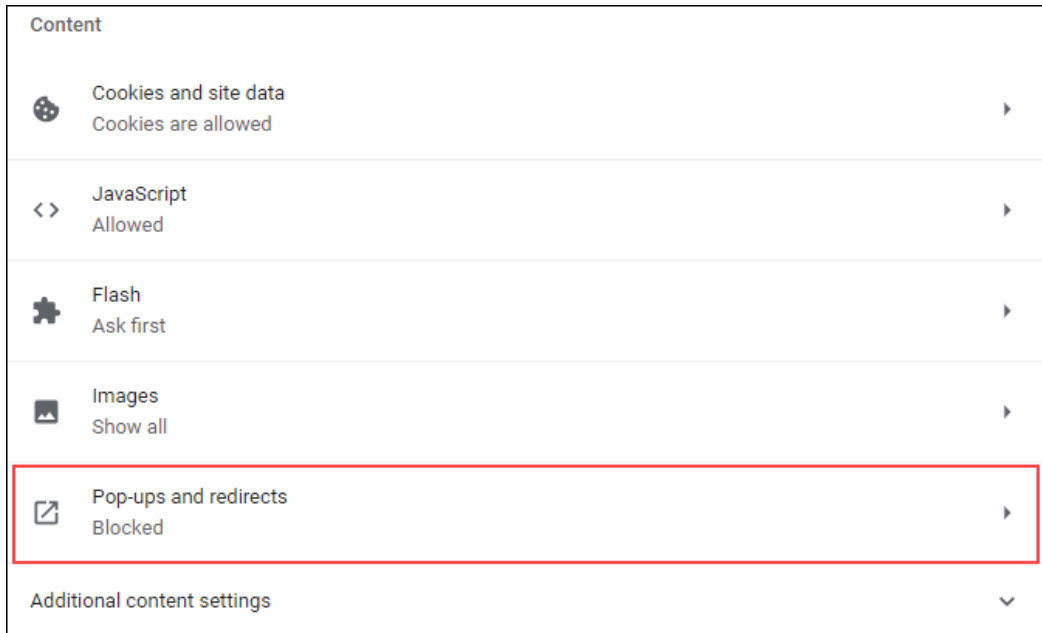 Content
Cookies and site data
Cookies are allowed
JavaScript
Allowed
Flash
Ask first
Images
Show all
Pop-ups and redirects
Blocked
Additional content settings